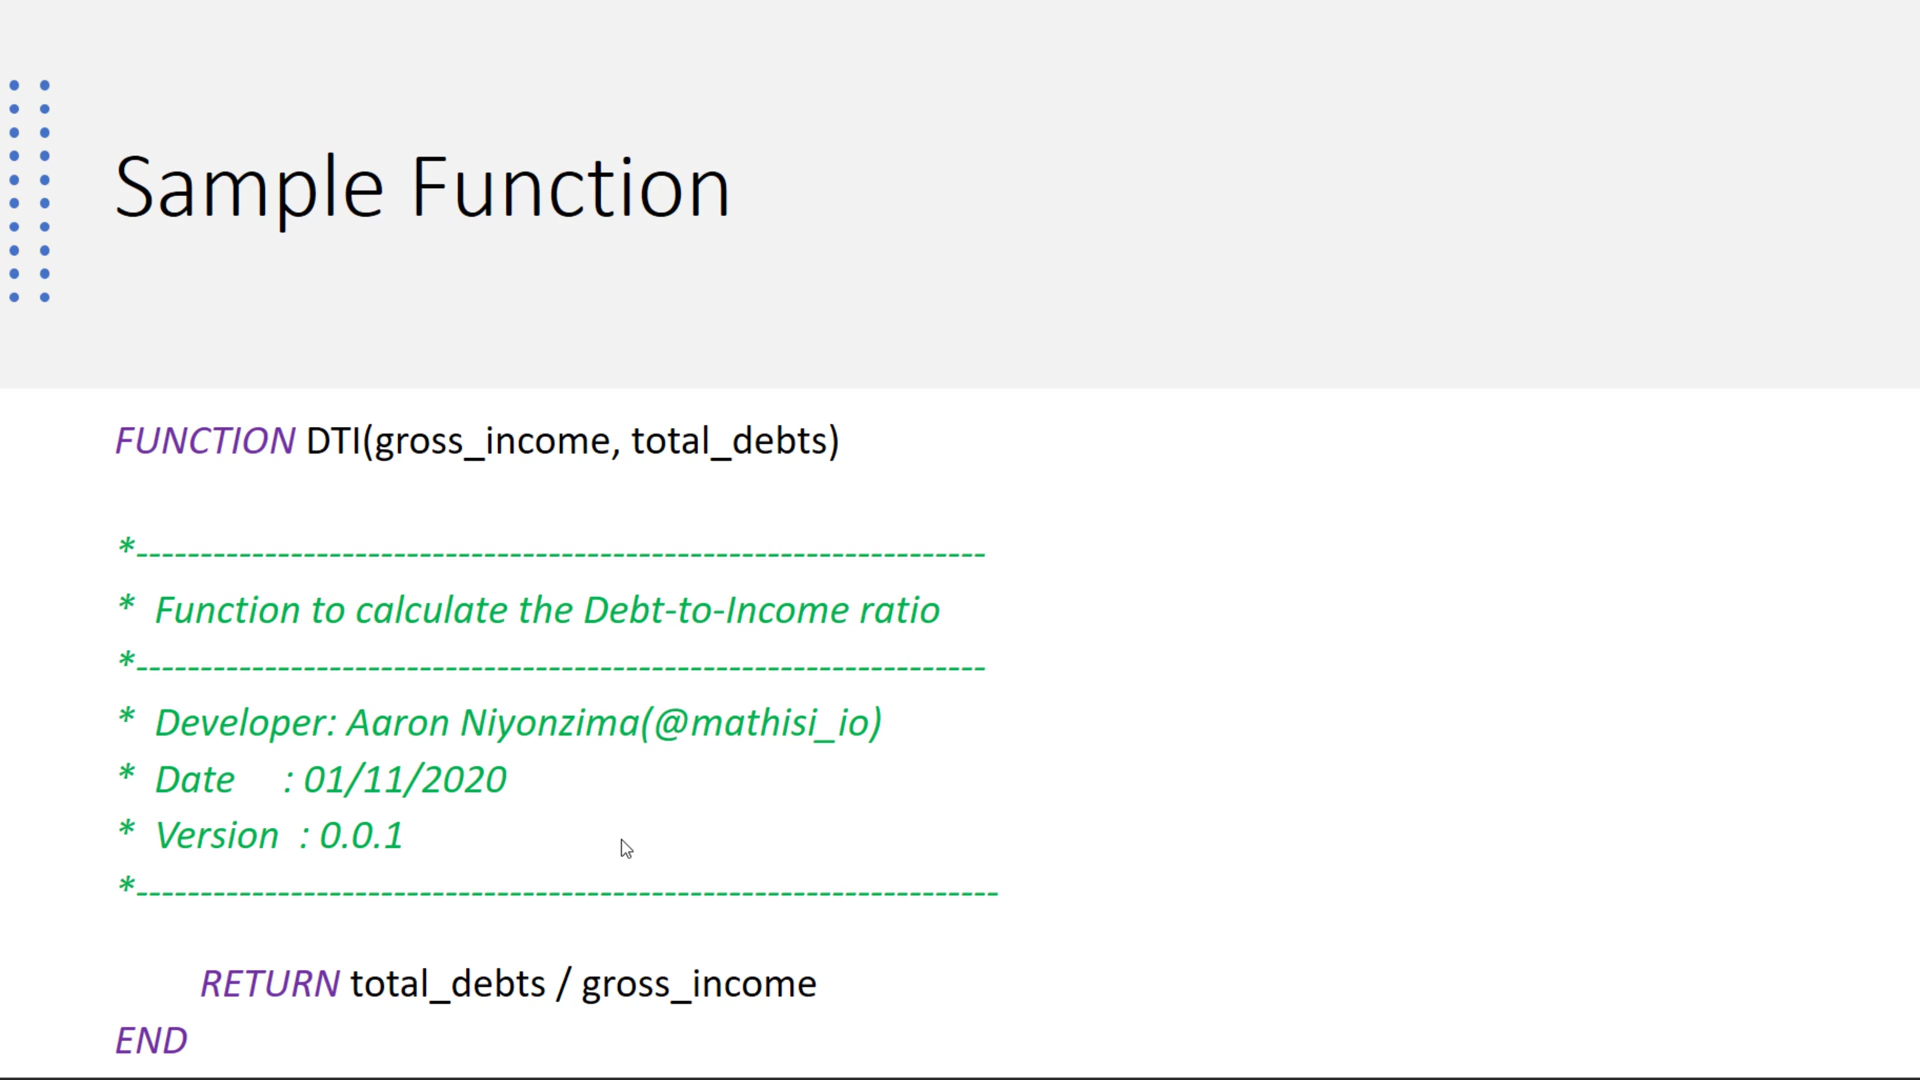 Sample Function
FUNCTION DTI(gross_income, total_debts)
*------------------------------------------------------------------
* Function to calculate the Debt-to-Income ratio
*------------------------------------------------------------------
* Developer: Aaron Niyonzima(@mathisi_io)
* Date : 01/11/2020
* Version : 0.0.1
*-------------------------------------------------------------------
RETURN total_debts / gross_income
END